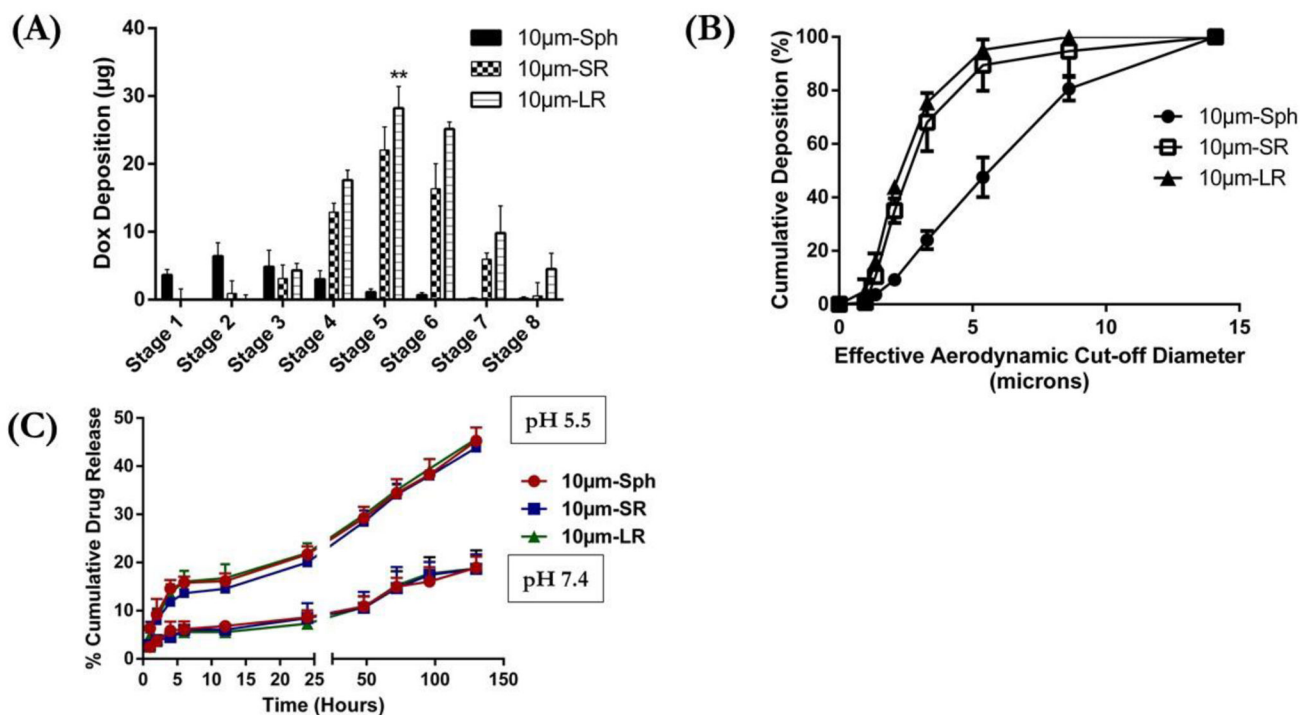 (A)
Dox Deposition (µg)
40
30
20
10
0
**
10µm-Sph
10µm-SR
10µm-LR
Stage 1
Stage 2
Stage 3
Stage 4
Stage 5
Stage 6
Stage 7
Stage 8
(B)
Cumulative Deposition (%)
100
80
60
40
20
0
0
5
10
15
10µm-Sph
10µm-SR
10µm-LR
Effective Aerodynamic Cut-off Diameter
(microns)
(C)
% Cumulative Drug Release
50
40
30
20
10
0
0
5
10
15
20
25
50
100
150
Time (Hours)
pH 5.5
10µm-Sph
10µm-SR
10µm-LR
pH 7.4